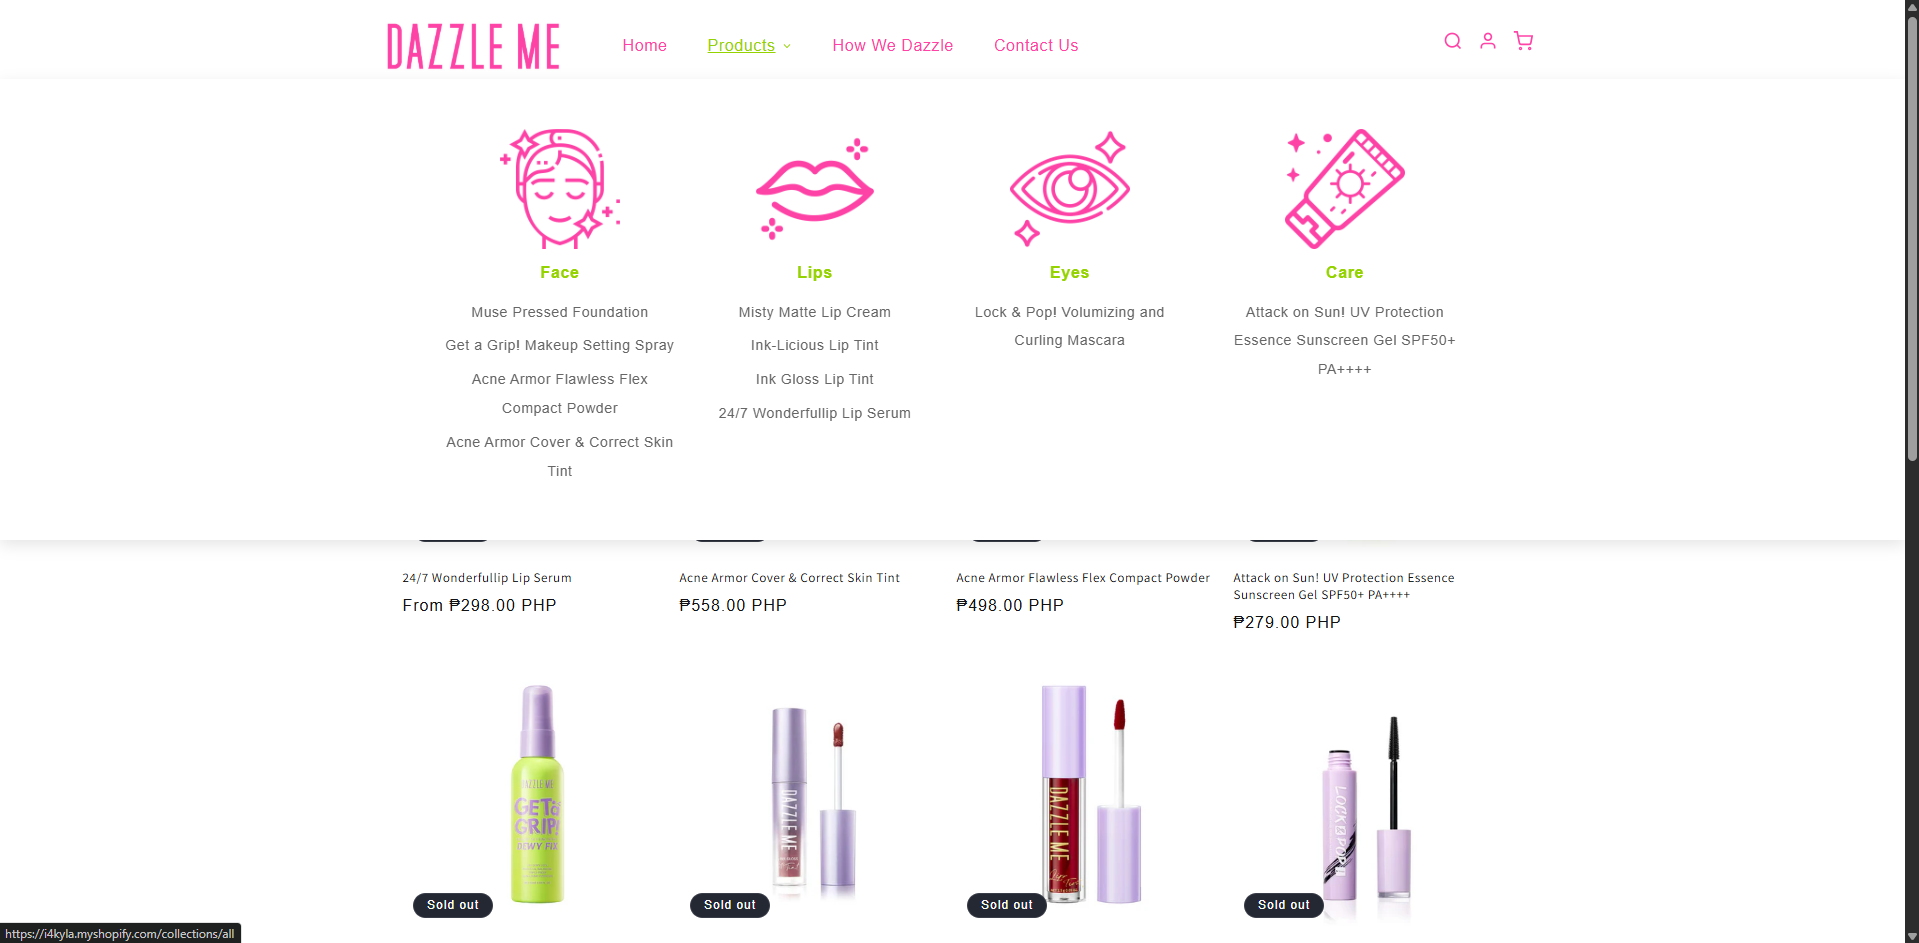 DAZZLE ME
Home
Products
How We Dazzle
Contact Us
Face
Muse Pressed Foundation
Get a Grip! Makeup Setting Spray
Acne Armor Flawless Flex
Compact Powder
Acne Armor Cover & Correct Skin
Tint
Lips
Misty Matte Lip Cream
Ink-Licious Lip Tint
Ink Gloss Lip Tint
24/7 Wonderfullip Lip Serum
Eyes
Lock & Pop! Volumizing and
Curling Mascara
Care
Attack on Sun! UV Protection
Essence Sunscreen Gel SPF50+
PA++++
24/7 Wonderfullip Lip Serum
From ₱298.00 PHP
Acne Armor Cover & Correct Skin Tint
₱558.00 PHP
Acne Armor Flawless Flex Compact Powder
₱498.00 PHP
Attack on Sun! UV Protection Essence
Sunscreen Gel SPF50+ PA++++
₱279.00 PHP
DAZZLE ME
GET a
GRIP!
DEWY FIX
Sold out
DAZZLE ME
Sold out
DAZZLE ME
Sold out
LOCK & POP!
Sold out
https://i4kyla.myshopify.com/collections/all